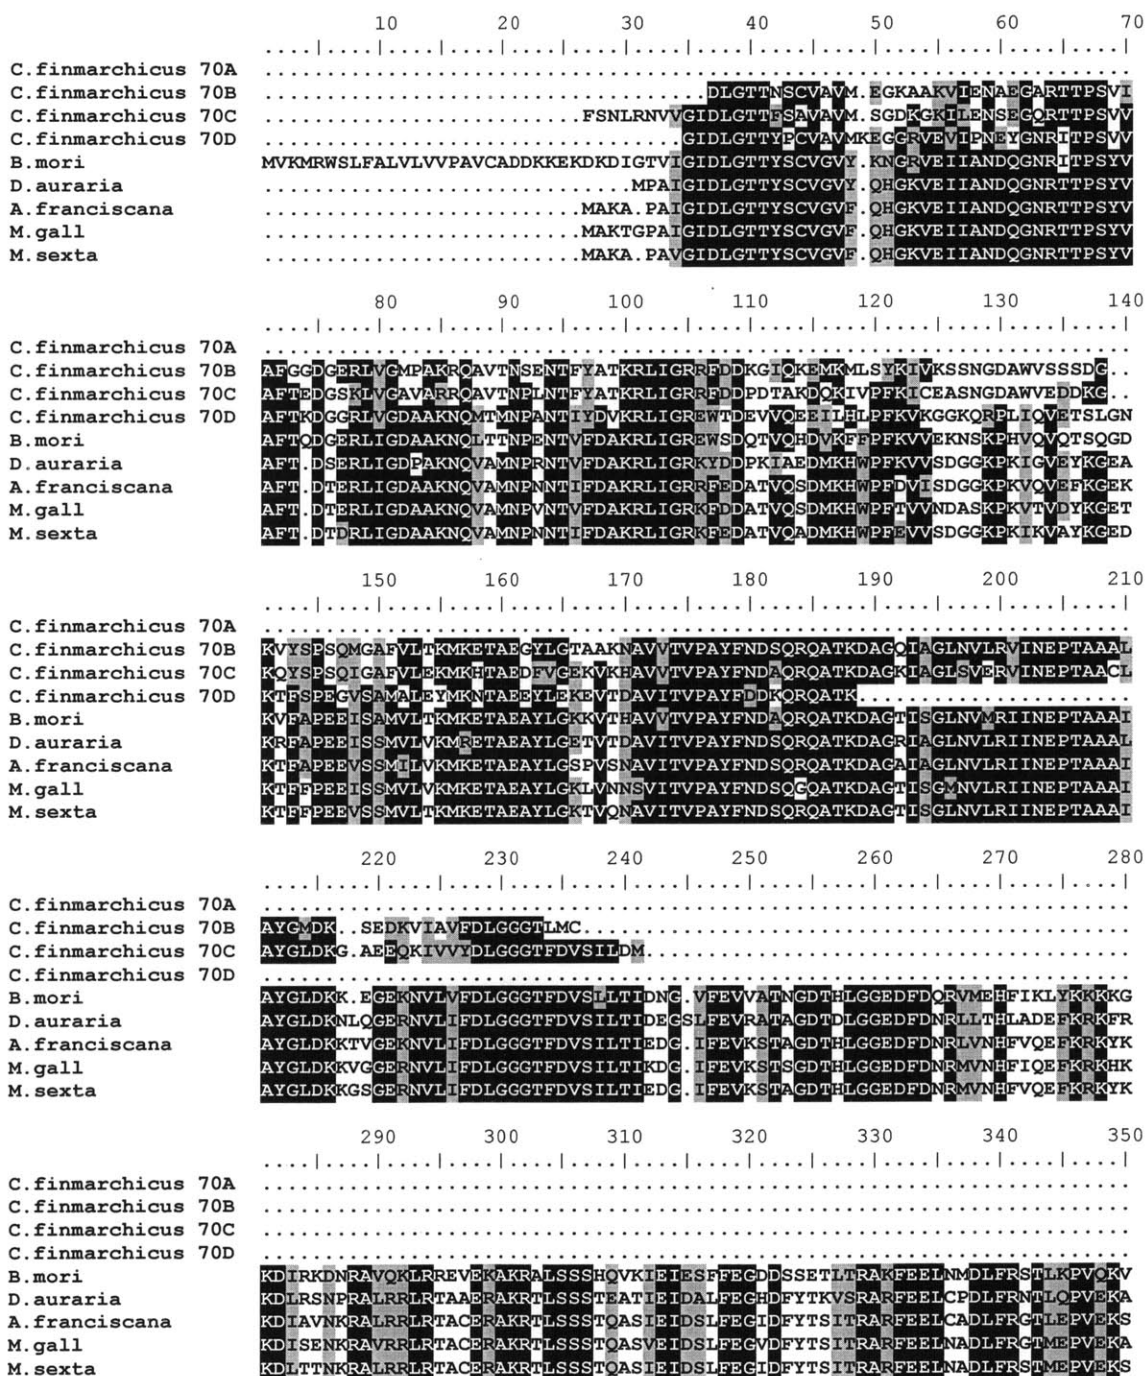 10 20 30 40 50 60 70
C.finmarchicus 70A ......................................................................
C.finmarchicus 70B ....................................DLGTTNSCVAVM.EGKAAKVIENAEGARTTPSVI
C.finmarchicus 70C ..........................FSNLRNVVGIDLGTTFSAVAVM.SGDKGKILENSEGQRTTPSVV
C.finmarchicus 70D ....................................DLGTTYPCVAVMKEGGRVEVIPNEYGNRITPSVV
B.mori MVKMRWSLFALVLVVPAVCADDKKEKDKDIGTVIGIDLGTTYSCVGVY.KNGRVEIIANDQGNRITPSYV
D.auraria ..............................MPAIGIDLGTTYSCVGVY.QHGKVEIIANDQGNRTTPSYV
A.franciscana ..........................MAKA.PAIGIDLGTTYSCVGVF.QHGKVEIIANDQGNRTTPSYV
M.gall ..........................MAKTGPAIGIDLGTTYSCVGVF.QHGKVEIIANDQGNRTTPSYV
M.sexta ..........................MAKA.PAVGIDLGTTYSCVGVF.QHGKVEIIANDQGNRTTPSYV
80 90 100 110 120 130 140
C.finmarchicus 70A ......................................................................
C.finmarchicus 70B AFGGDGERLVGMPAKRQAVTNSENTFYATKRLIGRRFDDKGIQKEMKMLSYKIVKSSNGDAWVSSSDG..
C.finmarchicus 70C AFTEDGSKLVGAVARRQAVTNPLNTFYATKRLIGRRFDDPDTAKDQKIVPFKICEASNGDAWVEDDKG..
C.finmarchicus 70D AFTKDGGRLVGDAAKNQMTMNPANTIYDVKRLIGREWTDEVVQEEILHLPFKVKGGKQRPLIQVETSLGN
B.mori AFTQDGERLIGDAAKNQLTTNPENTVFDAKRLIGREWSDQTVQHDVKFFPFKVVEKNSKPHVQVQTSQGD
D.auraria AFT.DSERLIGDPAKNQVAMNPRNTVFDAKRLIGRKYDDPKIAEDMKHWPFKVVSDGGKPKIGVEYKGEA
A.franciscana AFT.DTERLIGDAAKNQVAMNPNNTIFDAKRLIGRRFEDATVQSDMKHWPFDVISDGGKPKVQVEFKGEK
M.gall AFT.DTERLIGDAAKNQVAMNPVNTVFDAKRLIGRKFDDATVQSDMKHWPFTVVNDASKPKVTVDYKGET
M.sexta AFT.DTDRLIGDAAKNQVAMNPNNTIFDAKRLIGRKFEDATVQADMKHWPFEVVSDGGKPKIKVAYKGED
150 160 170 180 190 200 210
C.finmarchicus 70A ......................................................................
C.finmarchicus 70B KVYSPSQMGAFVLTKMKETAEGYLGTAAKNAVVTVPAYFNDSQRQATKDAGQIAGLNVLRVINEPTAAAL
C.finmarchicus 70C KQYSPSQIGAFVLEKMKHTAEDFVGEKVKHAVVTVPAYFNDAQRQATKDAGKIAGLSVERVINEPTAACL
C.finmarchicus 70D KTFSPEGVSAMALEYMKNTAEEYLEKEVTDAVITVPAYFDDKQRQATK......................
B.mori KVFAPEEISAMVLTKMKETAEAYLGKKVTHAVVTVPAYFNDAQRQATKDAGTISGLNVMRIINEPTAAAI
D.auraria KRFAPEEISSMVLVKMRETAEAYLGETVTDAVITVPAYFNDSQRQATKDAGRIAGLNVLRIINEPTAAAL
A.franciscana KTFAPEEVSSMILVKMKETAEAYLGSPVSNAVITVPAYFNDSQRQATKDAGAIAGLNVLRIINEPTAAAI
M.gall KTFFPEEISSMVLVKMKETAEAYLGKLVNNSVITVPAYFNDSQGQATKDAGTISGMNVLRIINEPTAAAI
M.sexta KTFFPEEVSSMVLTKMKETAEAYLGKTVQNAVITVPAYFNDSQRQATKDAGTISGLNVLRIINEPTAAAI
220 230 240 250 260 270 280
C.finmarchicus 70A ......................................................................
C.finmarchicus 70B AYGMDK..SEDKVIAVFDLGGGTLMC............................................
C.finmarchicus 70C AYGLDKG.AEEQKIVVYDLGGGTFDVSILDM.......................................
C.finmarchicus 70D ......................................................................
B.mori AYGLDKK.EGEKNVLVFDLGGGTFDVSLLTIDNG.VFEVVATNGDTHLGGEDFDQRVMEHFIKLYKKKKG
D.auraria AYGLDKNLQGERNVLIFDLGGGTFDVSILTIDEGSLFEVRATAGDTDLGGEDFDNRLLTHLADEFKRKFR
A.franciscana AYGLDKKTVGEKNVLIFDLGGGTFDVSILTIEDG.IFEVKSTAGDTHLGGEDFDNRLVNHFVQEFKRKYK
M.gall AYGLDKKVGGERNVLIFDLGGGTFDVSILTIKDG.IFEVKSTSGDTHLGGEDFDNRMVNHFIQEFKRKHK
M.sexta AYGLDKKGSGERNVLIFDLGGGTFDVSILTIEDG.IFEVKSTAGDTHLGGEDFDNRMVNHFVQEFKRKYK
290 300 310 320 330 340 350
C.finmarchicus 70A ......................................................................
C.finmarchicus 70B ......................................................................
C.finmarchicus 70C ......................................................................
C.finmarchicus 70D ......................................................................
B.mori KDIRKDNRAVQKLRREVEKAKRALSSSHQVKIEIESFFEGDDSSETLTRAKFEELNMDLFRSTLKPVQKV
D.auraria KDLRSNPRALRRLRTAAERAKRTLSSSTEATIEIDALFEGHDFYTKVSRARFEELCPDLFRNTLQPVEKA
A.franciscana KDIAVNKRALRRLRTACERAKRTLSSSTQASIEIDSLFEGIDFYTSITRARFEELCADLFRGTLEPVEKS
M.gall KDISENKRAVRRLRTACERAKRTLSSSTQASVEIDSLFEGVDFYTSITRARFEELNADLFRGTMEPVEKA
M.sexta KDLTTNKRALRRLRTACERAKRTLSSSTQASIEIDSLFEGIDFYTSITRARFEELNADLFRSTMEPVEKS